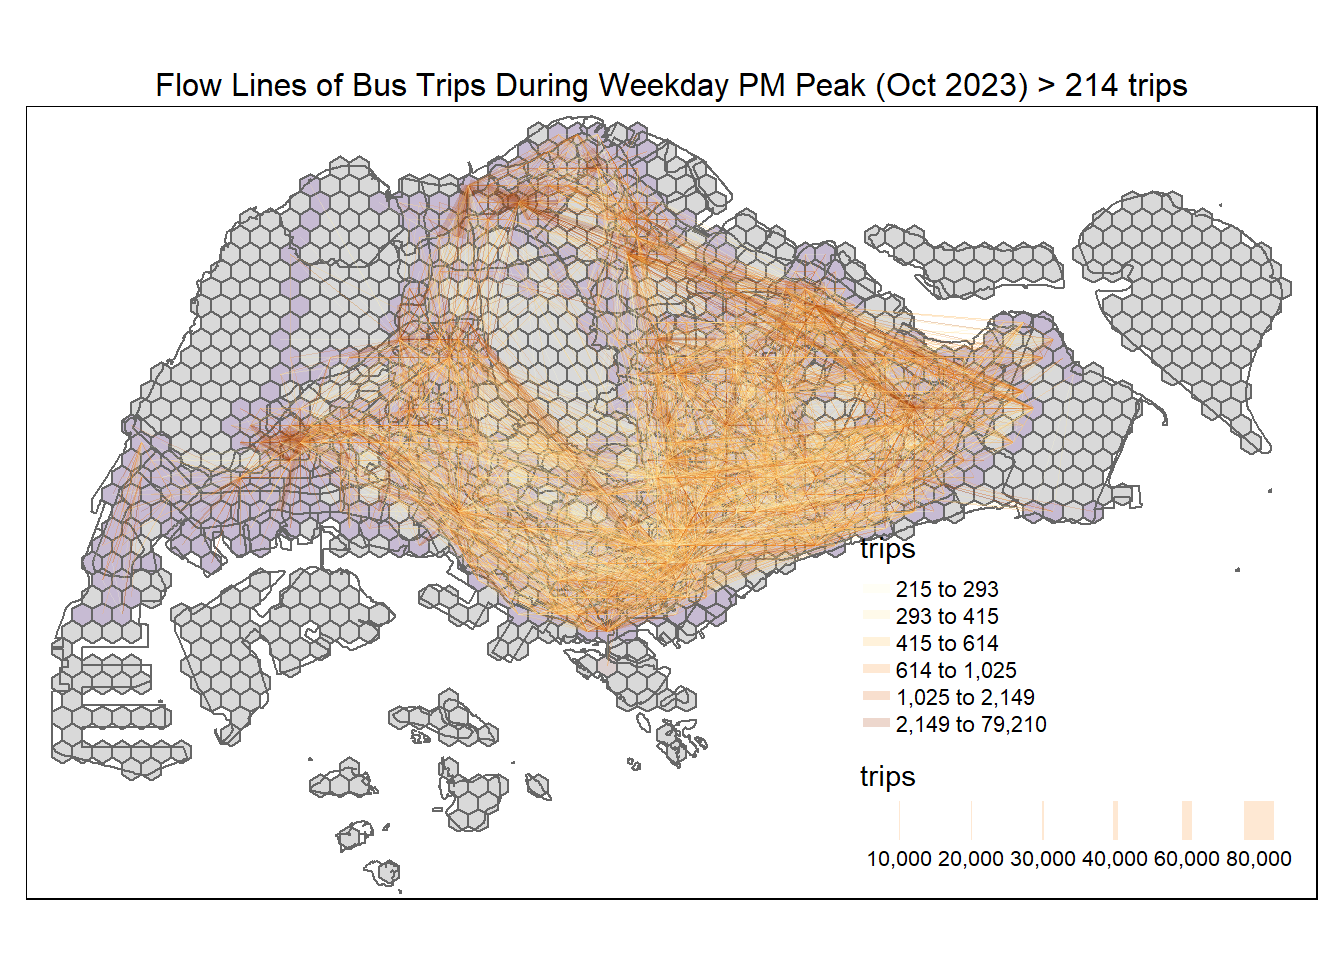 Flow Lines of Bus Trips During Weekday PM Peak (Oct 2023) > 214 trips
trips
215 to 293
293 to 415
415 to 614
614 to 1,025
1,025 to 2,149
2,149 to 79,210
trips
10,000 20,000 30,000 40,000 60,000 80,000